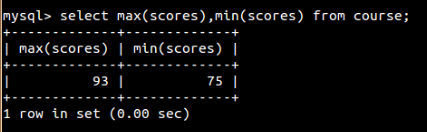 mysql> select max(scores),min(scores) from course;
+-------------+-------------+
| max(scores) | min(scores) |
+-------------+-------------+
|          93 |          75 |
+-------------+-------------+
1 row in set (0.00 sec)